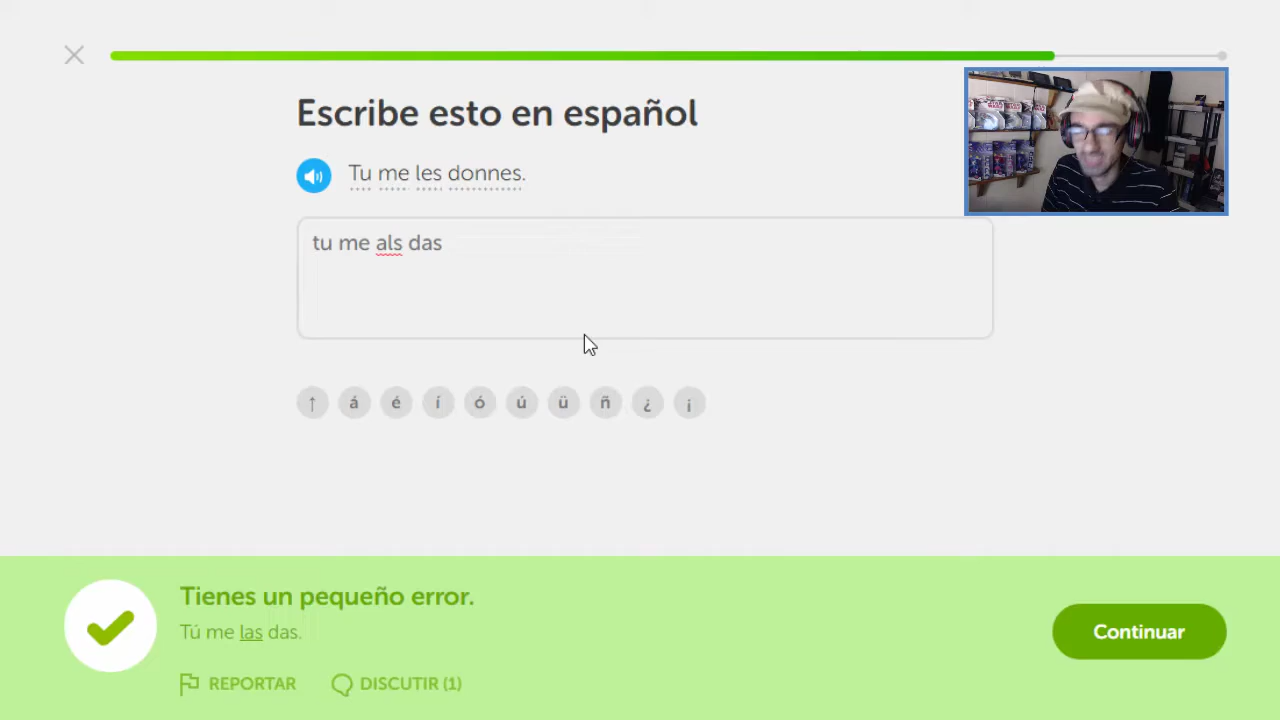 Escribe esto en español
Tu me les donnes.
tu me als das
↑ á é í ó ú ü ñ ¿ ¡
Tienes un pequeño error.
Tú me las das.
Continuar
REPORTAR DISCUTIR (1)